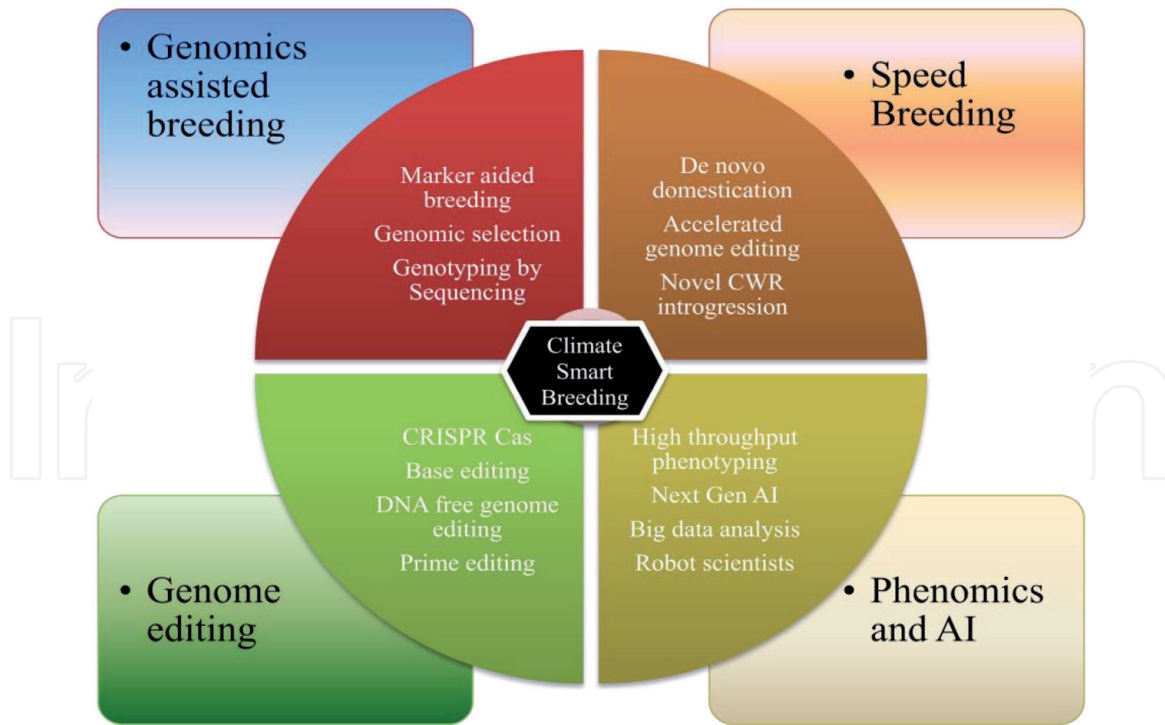 • Genomics
assisted
breeding
Marker aided
breeding
Genomic selection
Genotyping by
Sequencing
• Speed
Breeding
De novo
domestication
Accelerated
genome editing
Novel CWR
introgression
Climate
Smart
Breeding
• Genome
editing
CRISPR Cas
Base editing
DNA free genome
editing
Prime editing
• Phenomics
and AI
High throughput
phenotyping
Next Gen AI
Big data analysis
Robot scientists